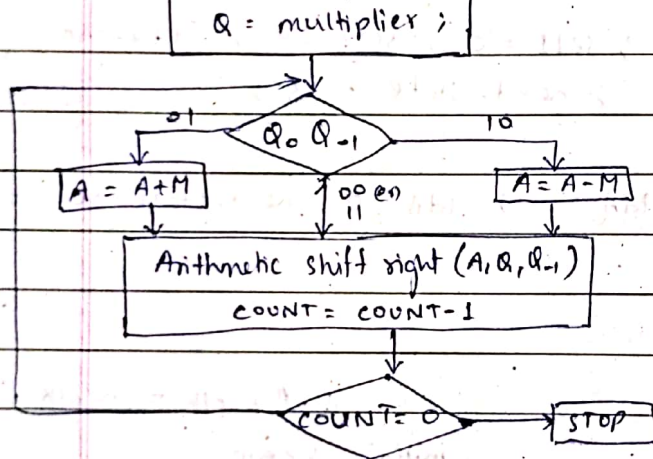 Q = multiplier ;
01
Q0 Q-1
10
A = A+M
00 (or)
11
A = A-M
Arithmetic shift right (A, Q, Q-1)
COUNT = COUNT-1
COUNT = 0
STOP